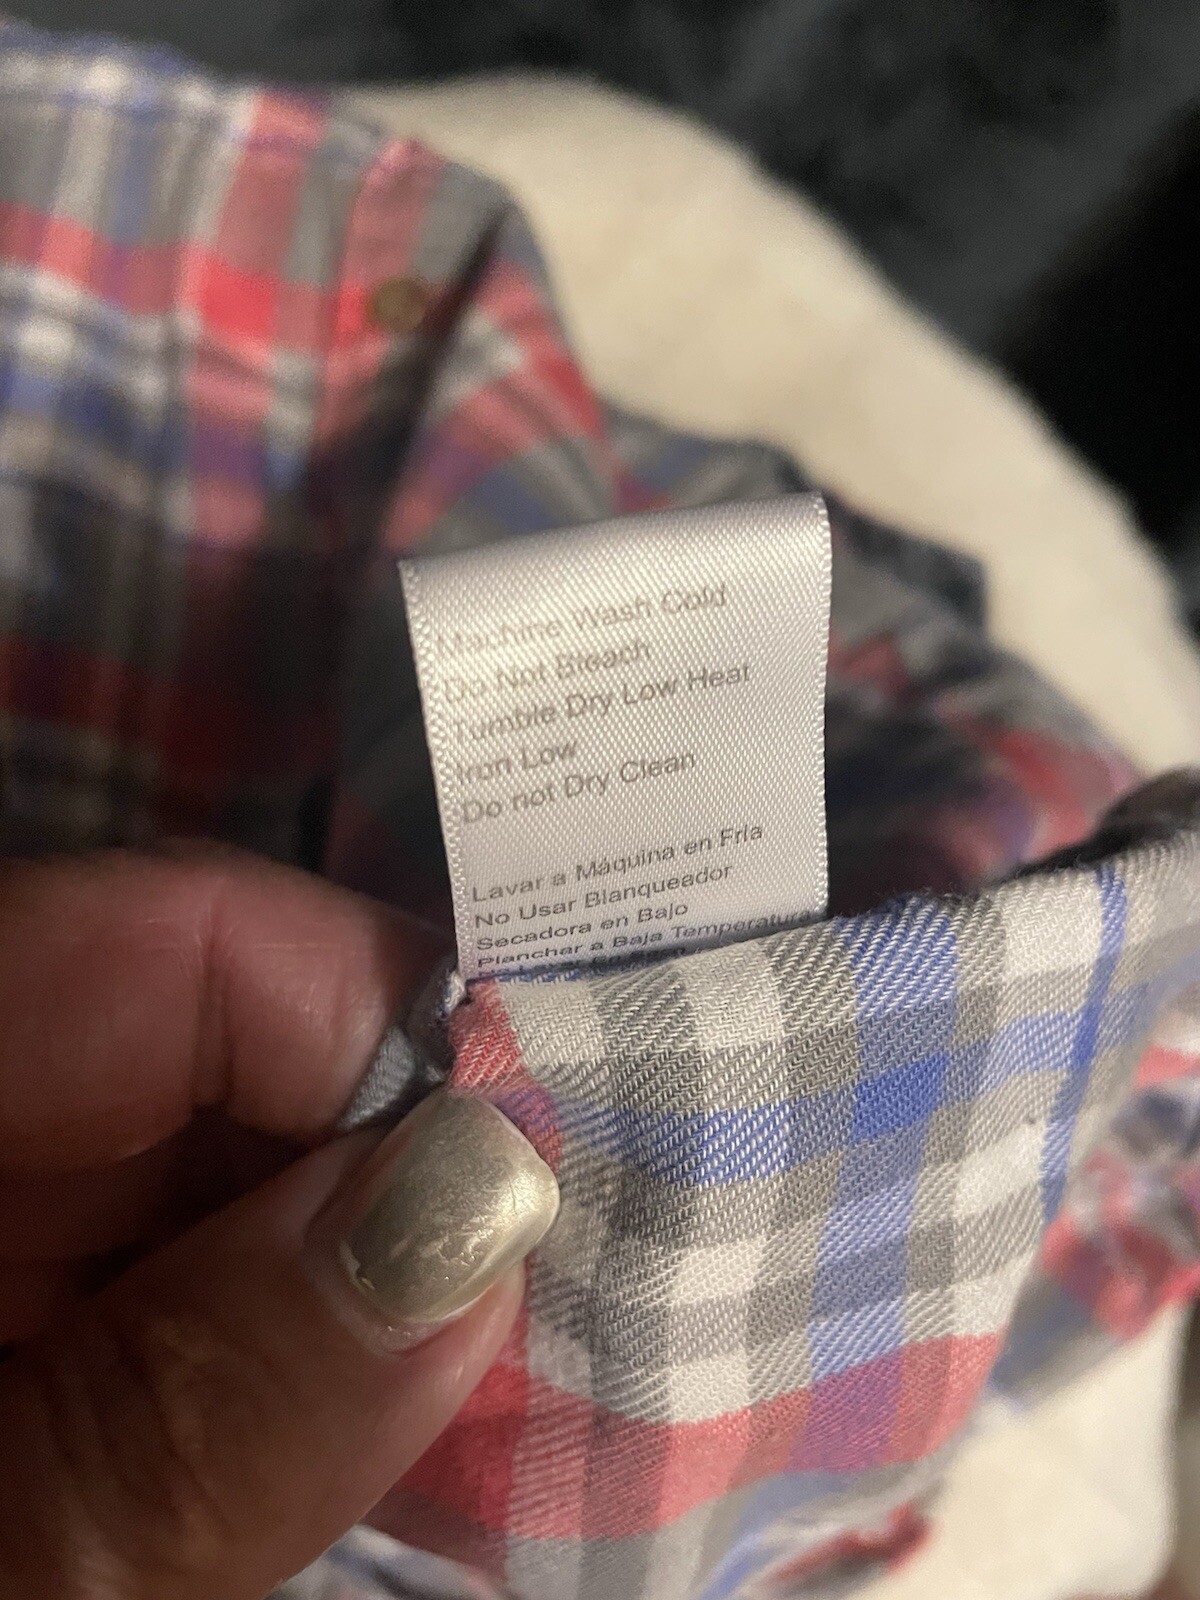 Machine Wash Cold
Do Not Bleach
Tumble Dry Low Heat
Iron Low
Do not Dry Clean
Lavar a Máquina en Fría
No Usar Blanqueador
Secadora en Bajo
Planchar a Baja Temperatura